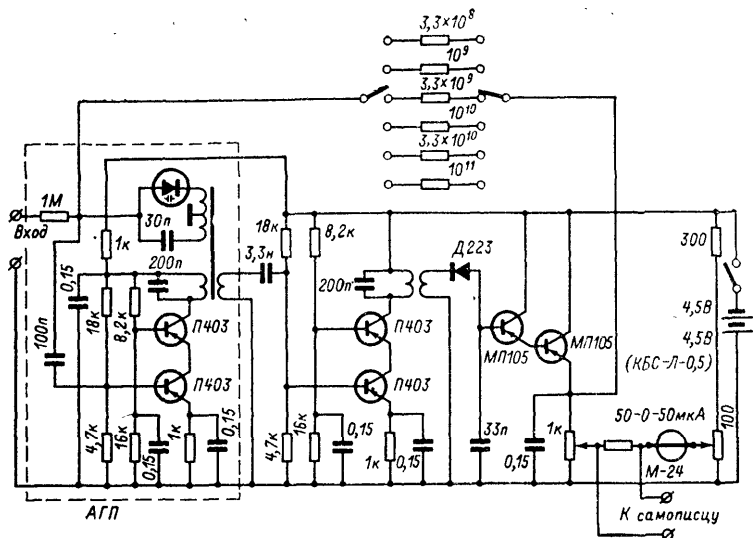 3,3×10⁸
10⁹
3,3×10⁹
10¹⁰
3,3×10¹⁰
10¹¹
1М
Вход
1к
30п
200п
0,15
18к
8,2к
100п
П403
П403
4,7к
16к
0,15
1к
0,15
АГП
3,3н
18к
8,2к
200п
Д223
П403
П403
4,7к
16к
0,15
1к
0,15
МП105
МП105
33п
0,15
1к
300
4,5В
4,5В
(КБС-Л-0,5)
50-0-50мкА
100
М-24
К самописцу